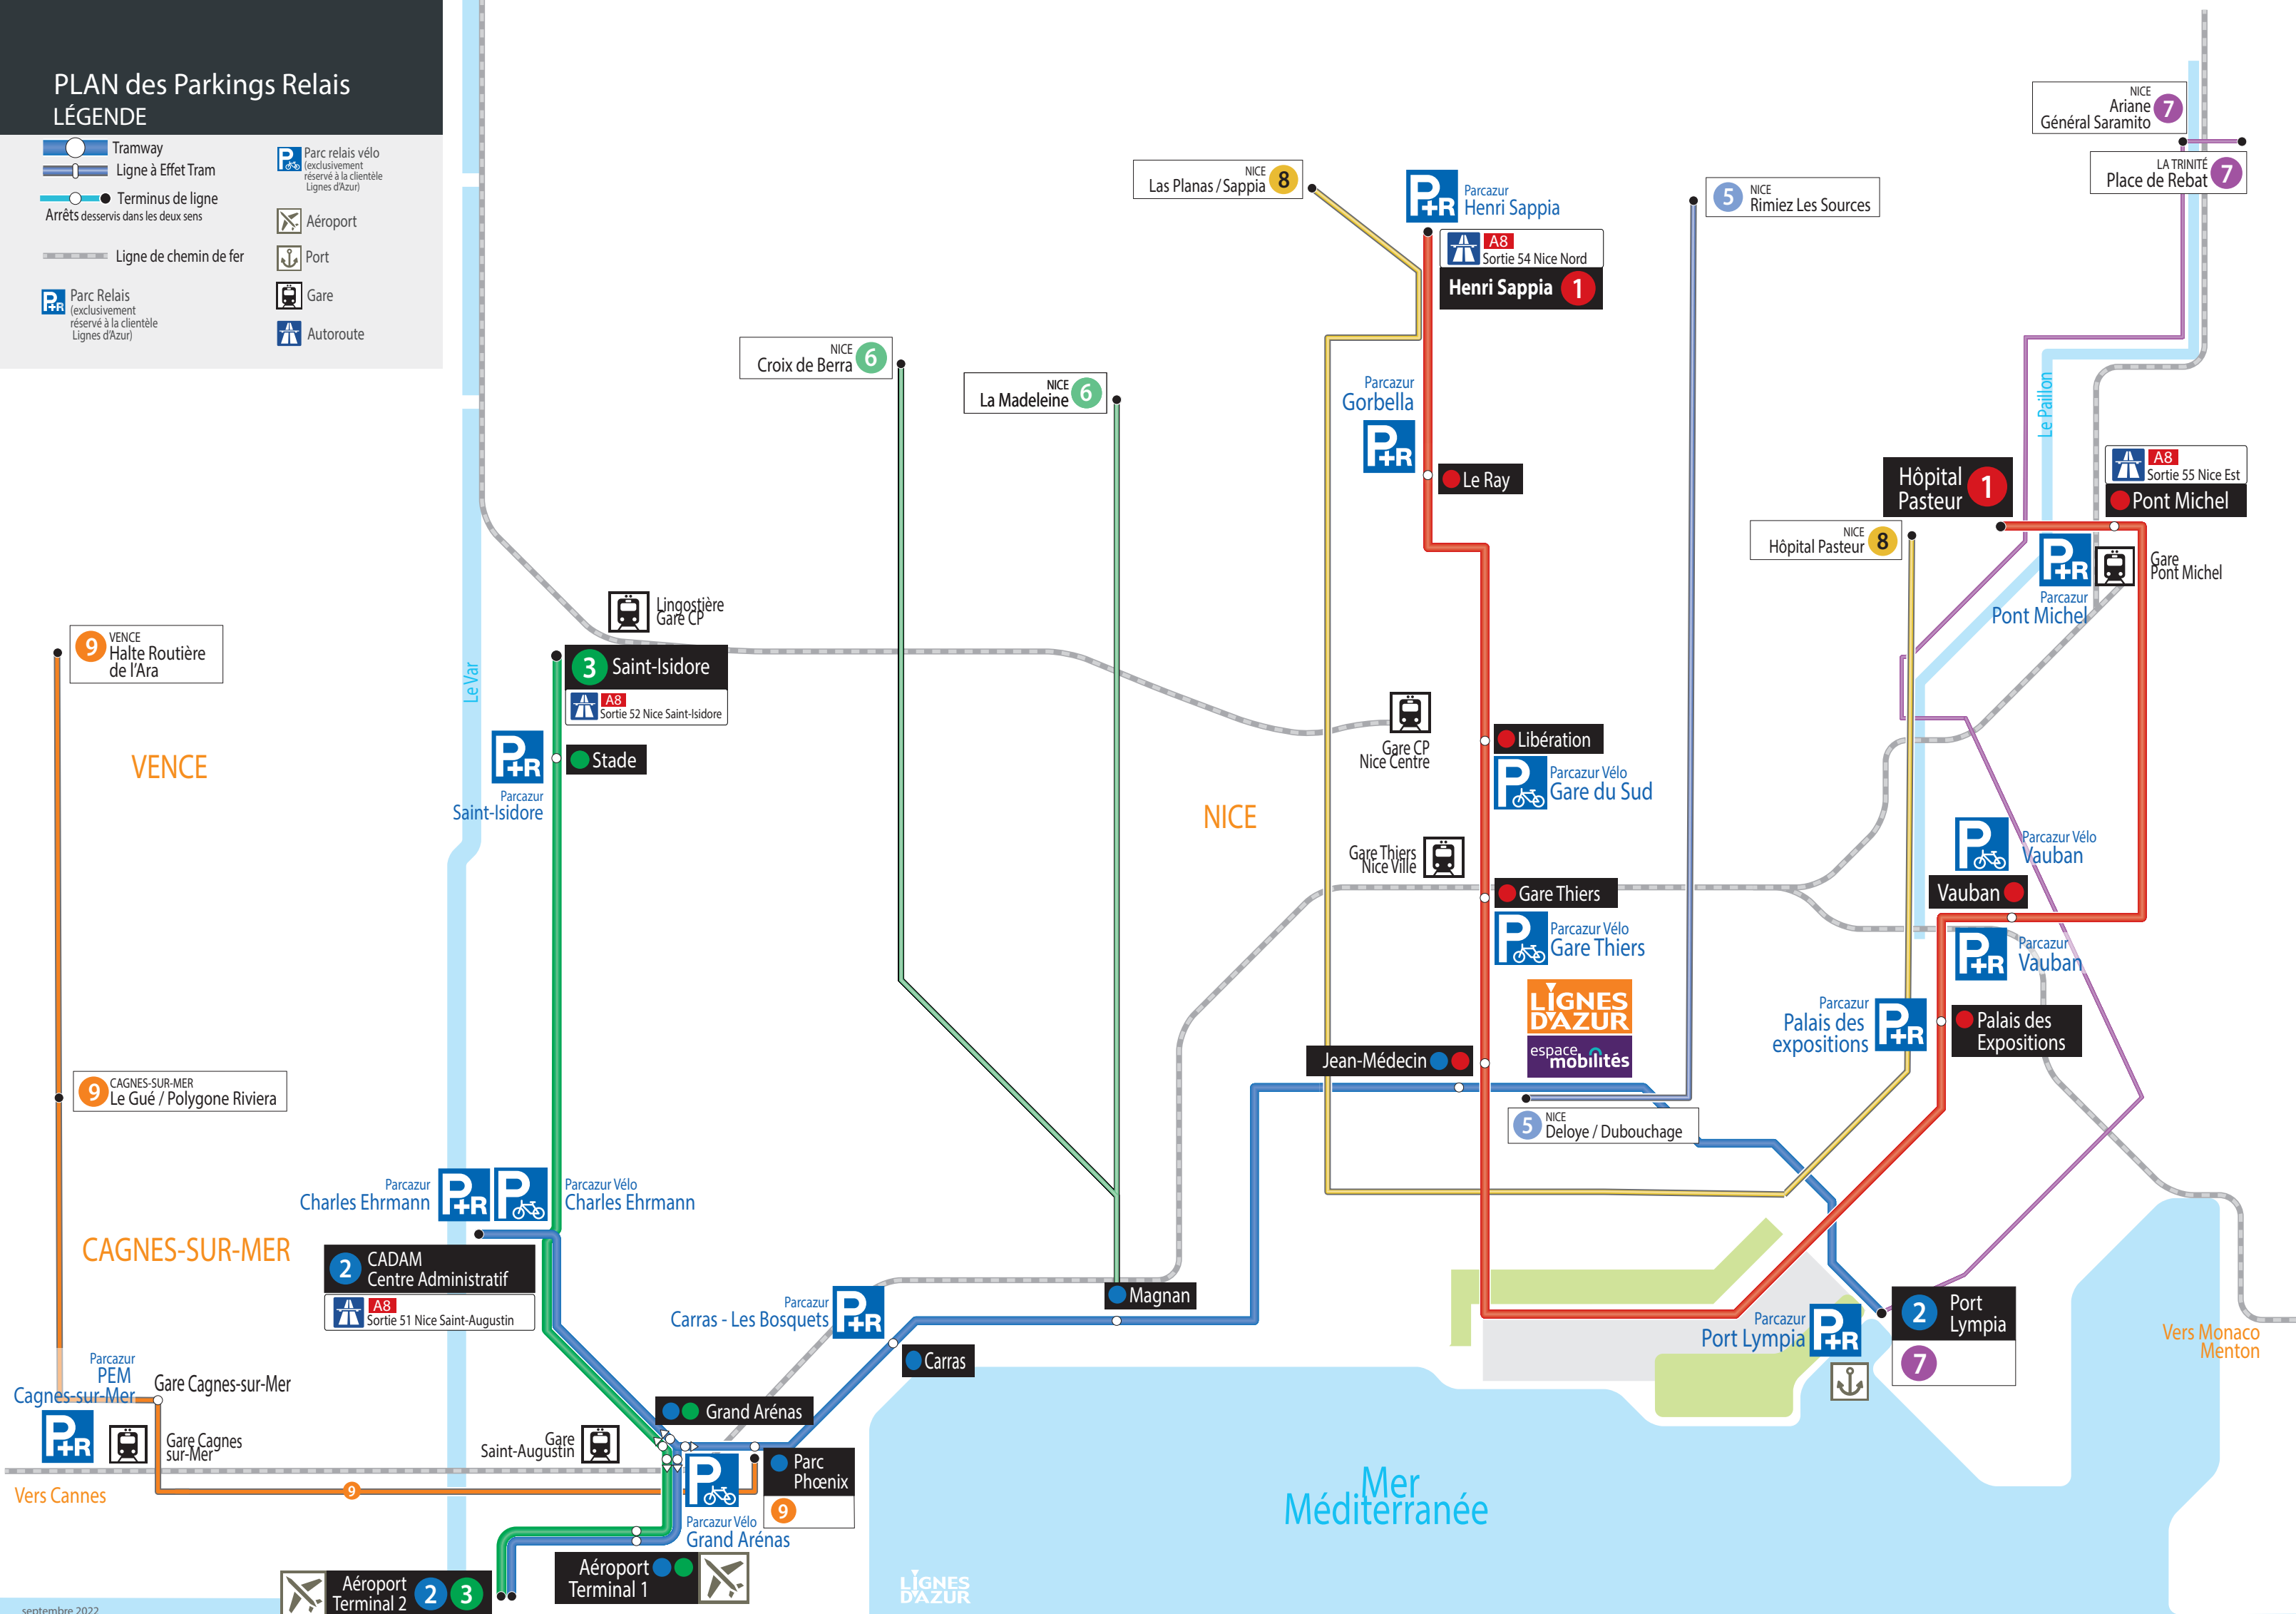 PLAN des Parkings Relais
LÉGENDE
Tramway
Ligne à Effet Tram
Terminus de ligne
Arrêts desservis dans les deux sens
Ligne de chemin de fer
P+R Parc Relais
(exclusivement
réservé à la clientèle
Lignes d'Azur)
P Parc relais vélo
(exclusivement
réservé à la clientèle
Lignes d'Azur)
Aéroport
Port
Gare
Autoroute
NICE
Ariane
Général Saramito 7
LA TRINITÉ
Place de Rebat 7
NICE
Las Planas / Sappia 8
P+R Parcazur
Henri Sappia
A8
Sortie 54 Nice Nord
Henri Sappia 1
5 NICE
Rimiez Les Sources
NICE
Croix de Berra 6
NICE
La Madeleine 6
Parcazur
Gorbella
P+R
Le Ray
Le Paillon
Hôpital
Pasteur 1
A8
Sortie 55 Nice Est
Pont Michel
NICE
Hôpital Pasteur 8
P+R
Gare
Pont Michel
Parcazur
Pont Michel
Lingostière
Gare CP
9 VENCE
Halte Routière
de l'Ara
Le Var
3 Saint-Isidore
A8
Sortie 52 Nice Saint-Isidore
P+R
Stade
Parcazur
Saint-Isidore
VENCE
NICE
Gare CP
Nice Centre
Libération
P Parcazur Vélo
Gare du Sud
Gare Thiers
Nice Ville
Gare Thiers
P Parcazur Vélo
Gare Thiers
P Parcazur Vélo
Vauban
Vauban
P+R Parcazur
Vauban
LIGNES
D'AZUR
espace
mobilités
Parcazur
Palais des
expositions
P+R
Palais des
Expositions
Jean-Médecin
5 NICE
Deloye / Dubouchage
9 CAGNES-SUR-MER
Le Gué / Polygone Riviera
Parcazur
Charles Ehrmann
P+R
P
Parcazur Vélo
Charles Ehrmann
CAGNES-SUR-MER
2 CADAM
Centre Administratif
A8
Sortie 51 Nice Saint-Augustin
Magnan
Parcazur
Carras - Les Bosquets
P+R
Carras
Parcazur
Port Lympia
P+R
2 Port
Lympia
7
Vers Monaco
Menton
Parcazur
PEM
Cagnes-sur-Mer
P+R
Gare Cagnes-sur-Mer
Gare Cagnes
sur-Mer
Gare
Saint-Augustin
Grand Arénas
P
Parc
Phœnix
9
Parcazur Vélo
Grand Arénas
Vers Cannes
9
Mer
Méditerranée
Aéroport
Terminal 1
Aéroport
Terminal 2 2 3
LIGNES
D'AZUR
septembre 2022